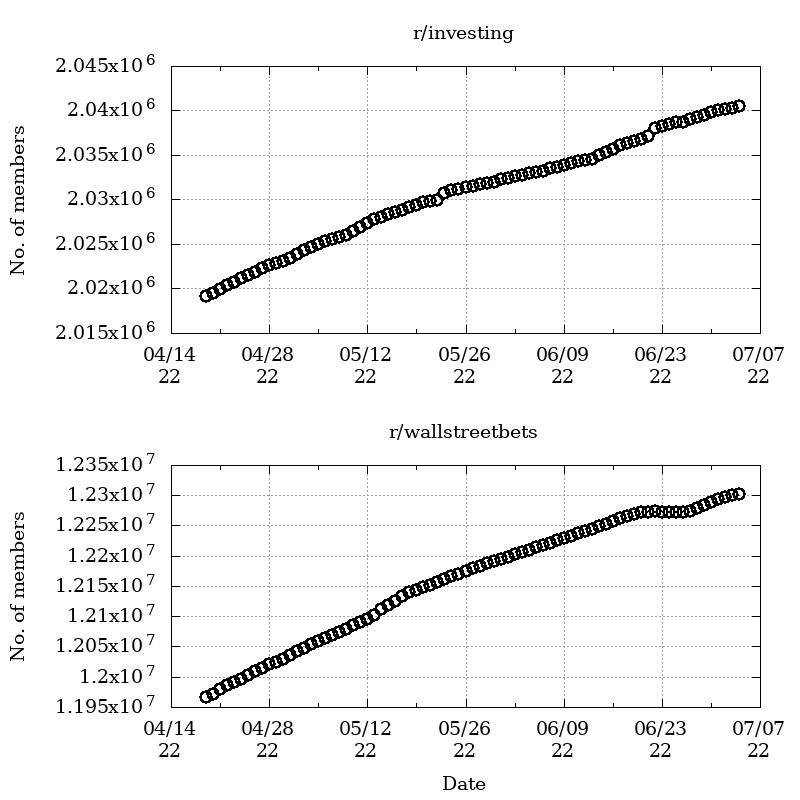 r/investing
No. of members
2.045x10^6
2.04x10^6
2.035x10^6
2.03x10^6
2.025x10^6
2.02x10^6
2.015x10^6
04/14 04/28 05/12 05/26 06/09 06/23 07/07
22 22 22 22 22 22 22
r/wallstreetbets
No. of members
1.235x10^7
1.23x10^7
1.225x10^7
1.22x10^7
1.215x10^7
1.21x10^7
1.205x10^7
1.2x10^7
1.195x10^7
04/14 04/28 05/12 05/26 06/09 06/23 07/07
22 22 22 22 22 22 22
Date